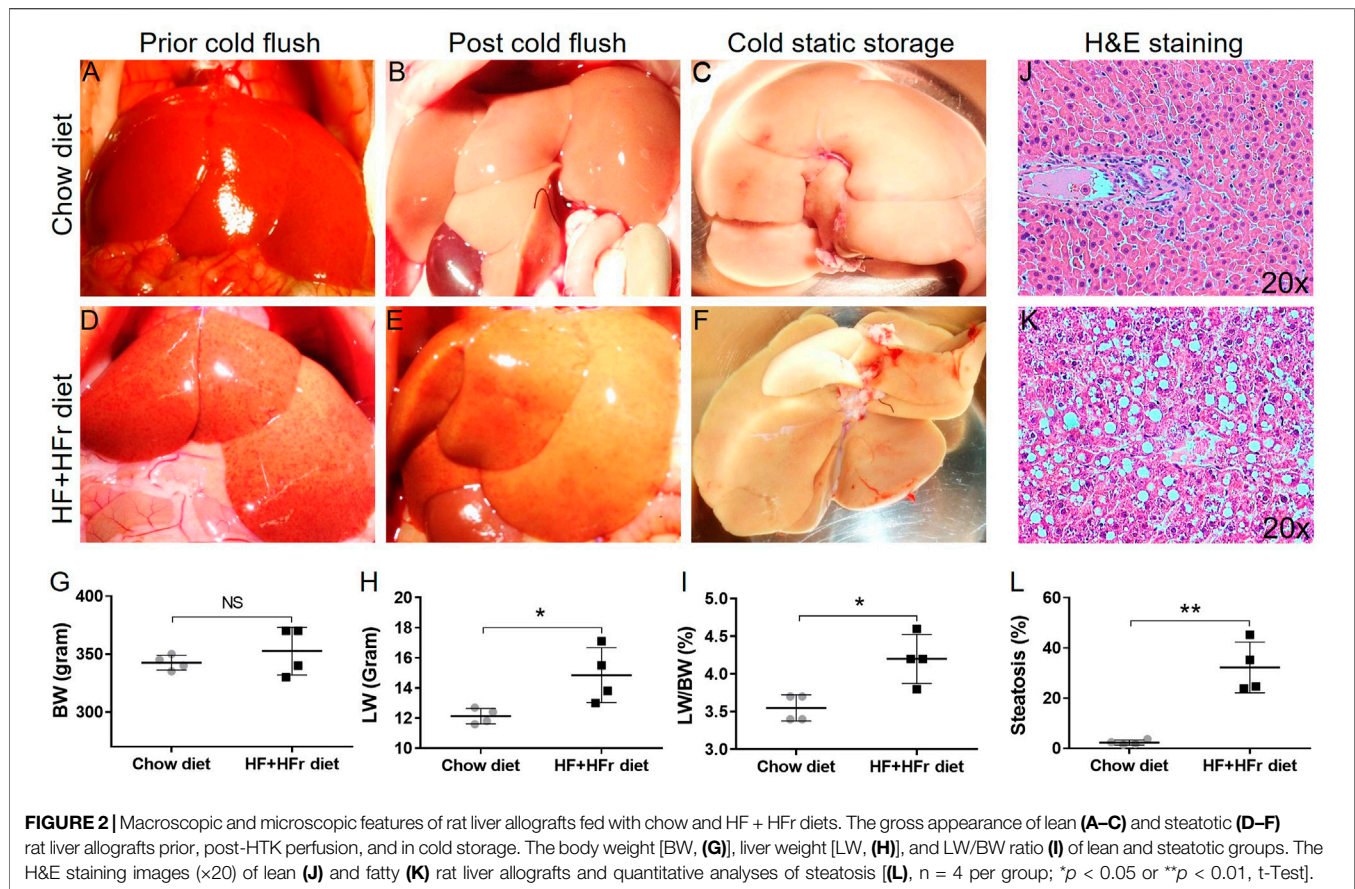 Prior cold flush
Post cold flush
Cold static storage
H&E staining
Chow diet
A
B
C
J
20x
HF+HFr diet
D
E
F
K
20x
G
400
350
300
BW (gram)
NS
Chow diet
HF+HFr diet
H
20
18
16
14
12
10
LW (Gram)
*
Chow diet
HF+HFr diet
I
5.0
4.5
4.0
3.5
3.0
LW/BW (%)
*
Chow diet
HF+HFr diet
L
60
40
20
0
Steatosis (%)
**
Chow diet
HF+HFr diet
FIGURE 2 | Macroscopic and microscopic features of rat liver allografts fed with chow and HF + HFr diets. The gross appearance of lean (A–C) and steatotic (D–F)
rat liver allografts prior, post-HTK perfusion, and in cold storage. The body weight [BW, (G)], liver weight [LW, (H)], and LW/BW ratio (I) of lean and steatotic groups. The
H&E staining images (×20) of lean (J) and fatty (K) rat liver allografts and quantitative analyses of steatosis [(L), n = 4 per group; *p < 0.05 or **p < 0.01, t-Test].